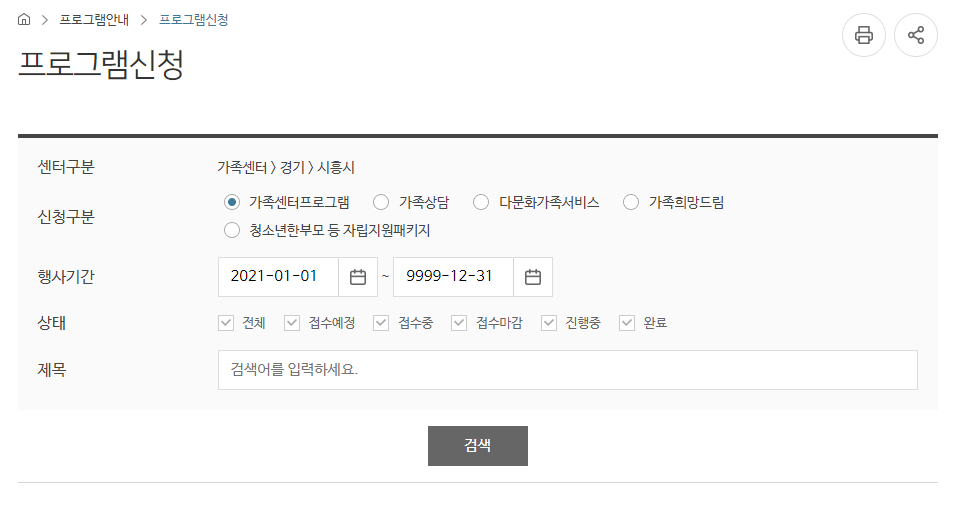 프로그램안내 프로그램신청
프로그램신청
센터구분 가족센터 > 경기 > 시흥시
신청구분 가족센터프로그램 가족상담 다문화가족서비스 가족희망드림
청소년한부모 등 자립지원패키지
행사기간 2021-01-01 ~ 9999-12-31
상태 전체 접수예정 접수중 접수마감 진행중 완료
제목 검색어를 입력하세요.
검색